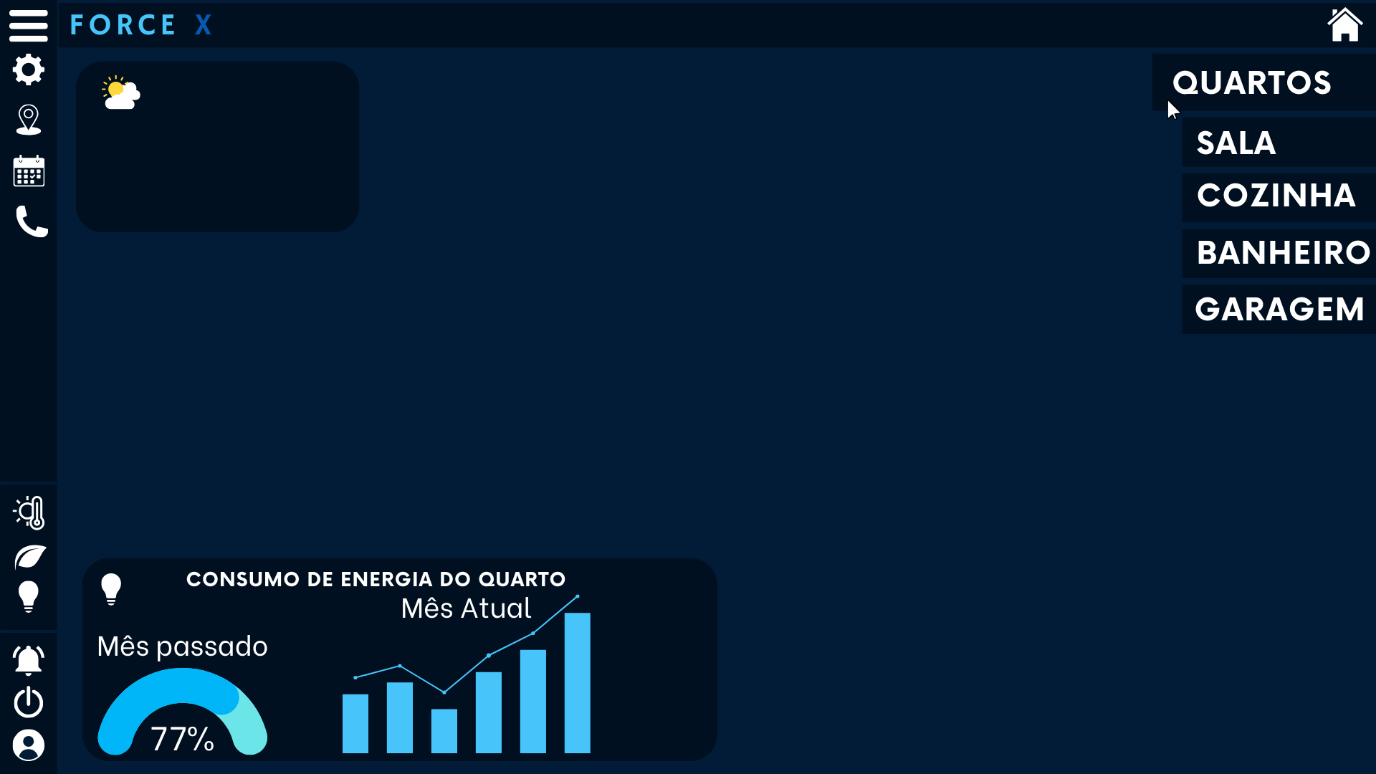 FORCE X
QUARTOS
SALA
COZINHA
BANHEIRO
GARAGEM
CONSUMO DE ENERGIA DO QUARTO
Mês Atual
Mês passado
77%